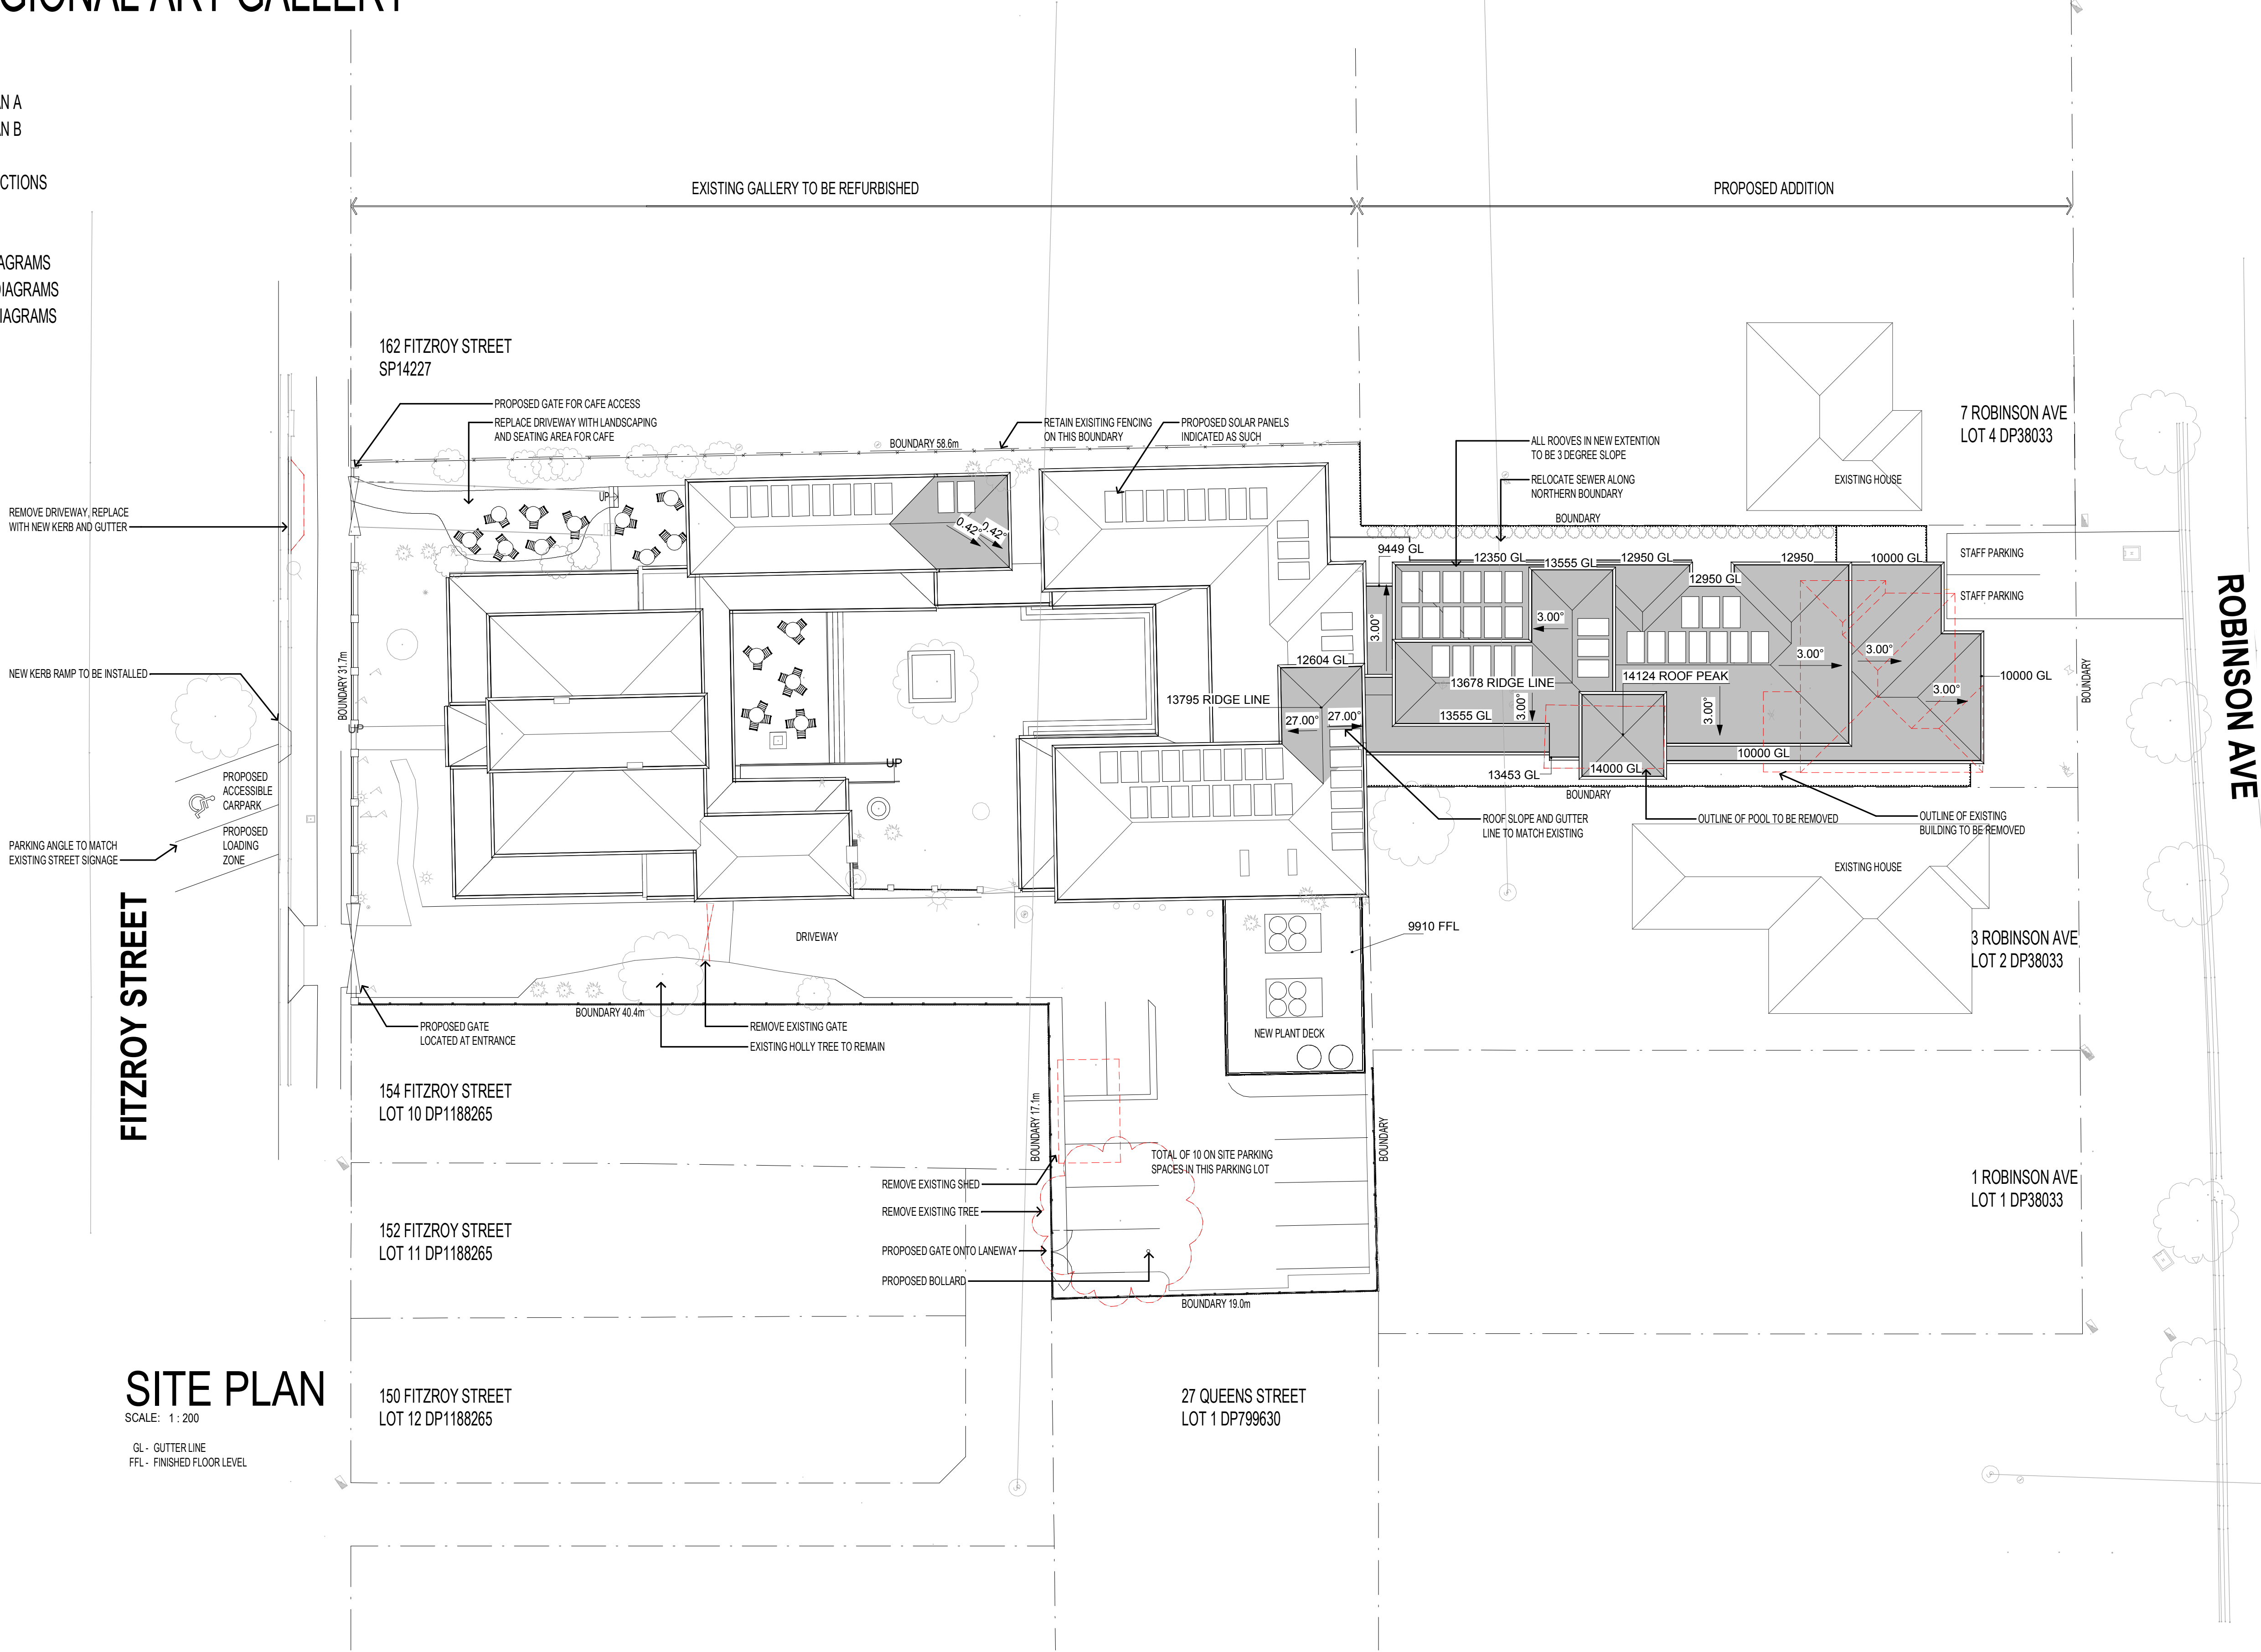 GIONAL ART GALLERY
AN A
AN B
CTIONS
AGRAMS
DIAGRAMS
IAGRAMS
EXISTING GALLERY TO BE REFURBISHED
PROPOSED ADDITION
162 FITZROY STREET
SP14227
PROPOSED GATE FOR CAFE ACCESS
REPLACE DRIVEWAY WITH LANDSCAPING
AND SEATING AREA FOR CAFE
BOUNDARY 58.6m
RETAIN EXISITING FENCING
ON THIS BOUNDARY
PROPOSED SOLAR PANELS
INDICATED AS SUCH
ALL ROOVES IN NEW EXTENTION
TO BE 3 DEGREE SLOPE
RELOCATE SEWER ALONG
NORTHERN BOUNDARY
BOUNDARY
7 ROBINSON AVE
LOT 4 DP38033
EXISTING HOUSE
REMOVE DRIVEWAY, REPLACE
WITH NEW KERB AND GUTTER
UP
0.42°
0.42°
9449 GL
12350 GL
13555 GL
12950 GL
12950 GL
12950
10000 GL
STAFF PARKING
STAFF PARKING
ROBINSON AVE
3.00°
3.00°
3.00°
3.00°
3.00°
3.00°
3.00°
12604 GL
13795 RIDGE LINE
13678 RIDGE LINE
14124 ROOF PEAK
10000 GL
BOUNDARY
27.00°
27.00°
13555 GL
10000 GL
14000 GL
13453 GL
BOUNDARY
NEW KERB RAMP TO BE INSTALLED
BOUNDARY 31.7m
UP
UP
PROPOSED
ACCESSIBLE
CARPARK
PROPOSED
LOADING
ZONE
PARKING ANGLE TO MATCH
EXISTING STREET SIGNAGE
ROOF SLOPE AND GUTTER
LINE TO MATCH EXISTING
OUTLINE OF POOL TO BE REMOVED
OUTLINE OF EXISTING
BUILDING TO BE REMOVED
EXISTING HOUSE
FITZROY STREET
DRIVEWAY
9910 FFL
3 ROBINSON AVE
LOT 2 DP38033
BOUNDARY 40.4m
PROPOSED GATE
LOCATED AT ENTRANCE
REMOVE EXISTING GATE
EXISTING HOLLY TREE TO REMAIN
NEW PLANT DECK
154 FITZROY STREET
LOT 10 DP1188265
BOUNDARY 17.1m
BOUNDARY
TOTAL OF 10 ON SITE PARKING
SPACES IN THIS PARKING LOT
REMOVE EXISTING SHED
REMOVE EXISTING TREE
PROPOSED GATE ONTO LANEWAY
PROPOSED BOLLARD
BOUNDARY 19.0m
1 ROBINSON AVE
LOT 1 DP38033
152 FITZROY STREET
LOT 11 DP1188265
SITE PLAN
SCALE: 1 : 200
GL - GUTTER LINE
FFL - FINISHED FLOOR LEVEL
150 FITZROY STREET
LOT 12 DP1188265
27 QUEENS STREET
LOT 1 DP799630